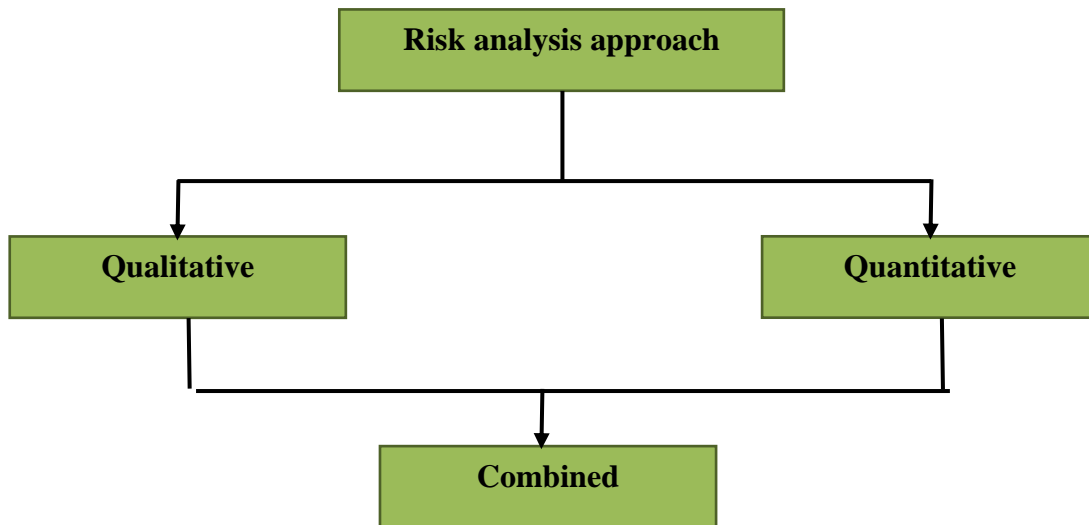 Risk analysis approach
Qualitative
Quantitative
Combined